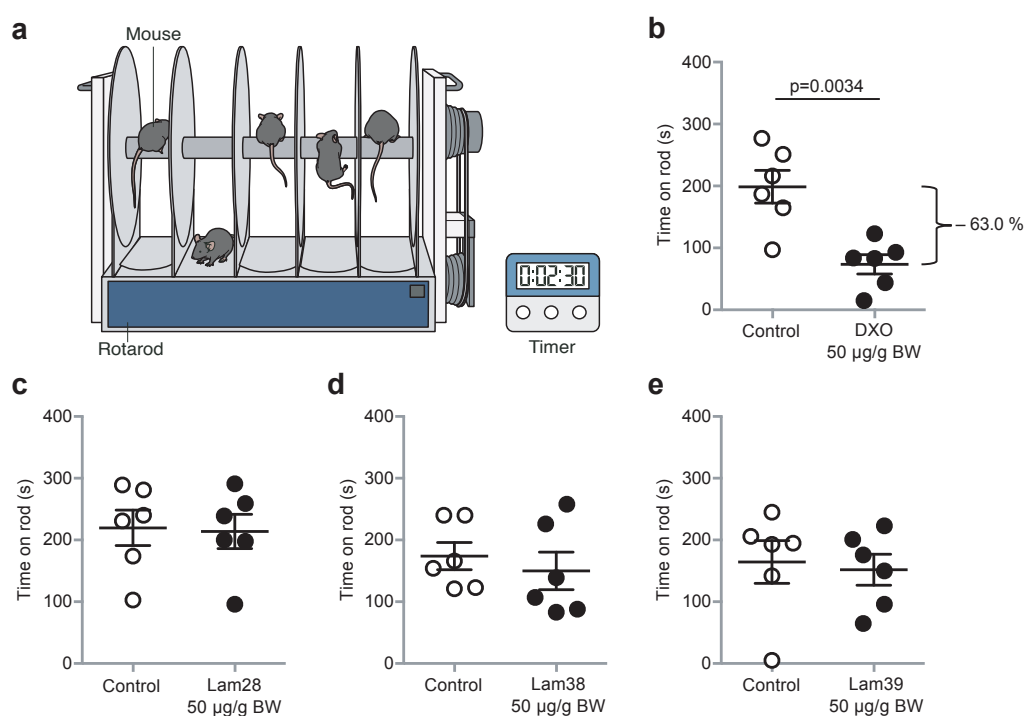 a
Mouse
Rotarod
0:02:30
Timer
b
400
300
200
100
0
Time on rod (s)
p=0.0034
– 63.0 %
Control
DXO
50 µg/g BW
c
400
300
200
100
0
Time on rod (s)
Control
Lam28
50 µg/g BW
d
400
300
200
100
0
Time on rod (s)
Control
Lam38
50 µg/g BW
e
400
300
200
100
0
Time on rod (s)
Control
Lam39
50 µg/g BW